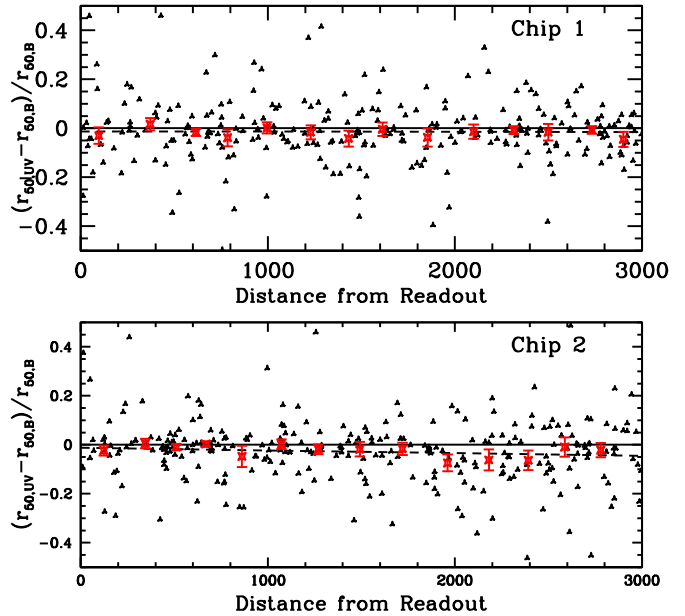 Chip 1
(r50,UV−r50,B)/r50,B
0.4
0.2
0
−0.2
−0.4
0 1000 2000 3000
Distance from Readout
Chip 2
(r50,UV−r50,B)/r50,B
0.4
0.2
0
−0.2
−0.4
0 1000 2000 3000
Distance from Readout